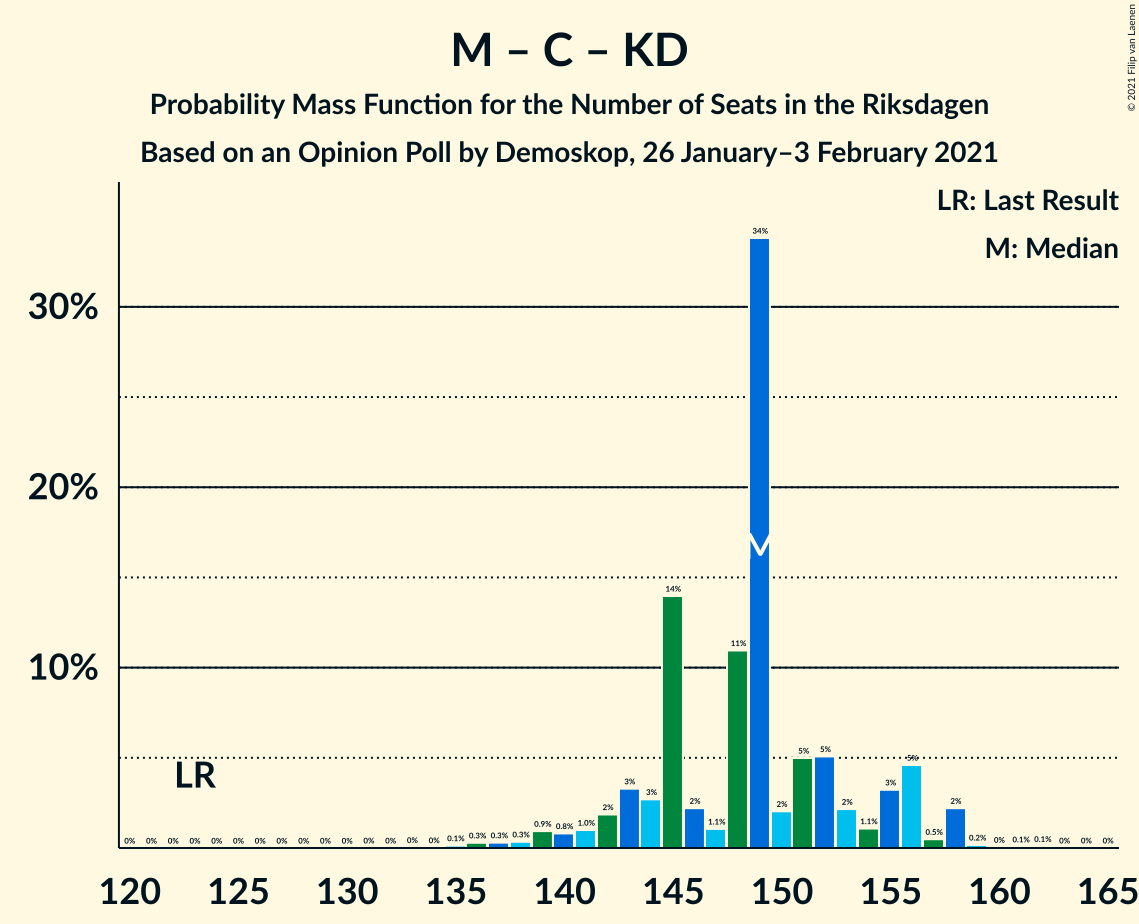 © 2021 Filip van Laenen
M – C – KD
Probability Mass Function for the Number of Seats in the Riksdagen
Based on an Opinion Poll by Demoskop, 26 January–3 February 2021
LR: Last Result
M: Median
34%
30%
20%
M
14%
11%
10%
LR
5% 5% 5%
3% 3% 3%
2% 2% 2% 2% 2%
0% 0% 0% 0% 0% 0% 0% 0% 0% 0% 0% 0% 0% 0% 0% 0.1% 0.3% 0.3% 0.3% 0.9% 0.8% 1.0% 1.1% 1.1% 0.5% 0.2% 0% 0.1% 0.1% 0% 0% 0%
120 125 130 135 140 145 150 155 160 165